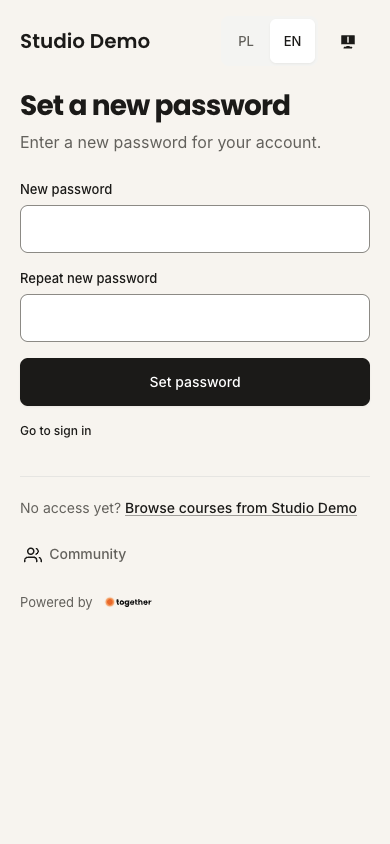 Studio Demo
PL
EN
Set a new password
Enter a new password for your account.
New password
Repeat new password
Set password
Go to sign in
No access yet? Browse courses from Studio Demo
Community
Powered by together